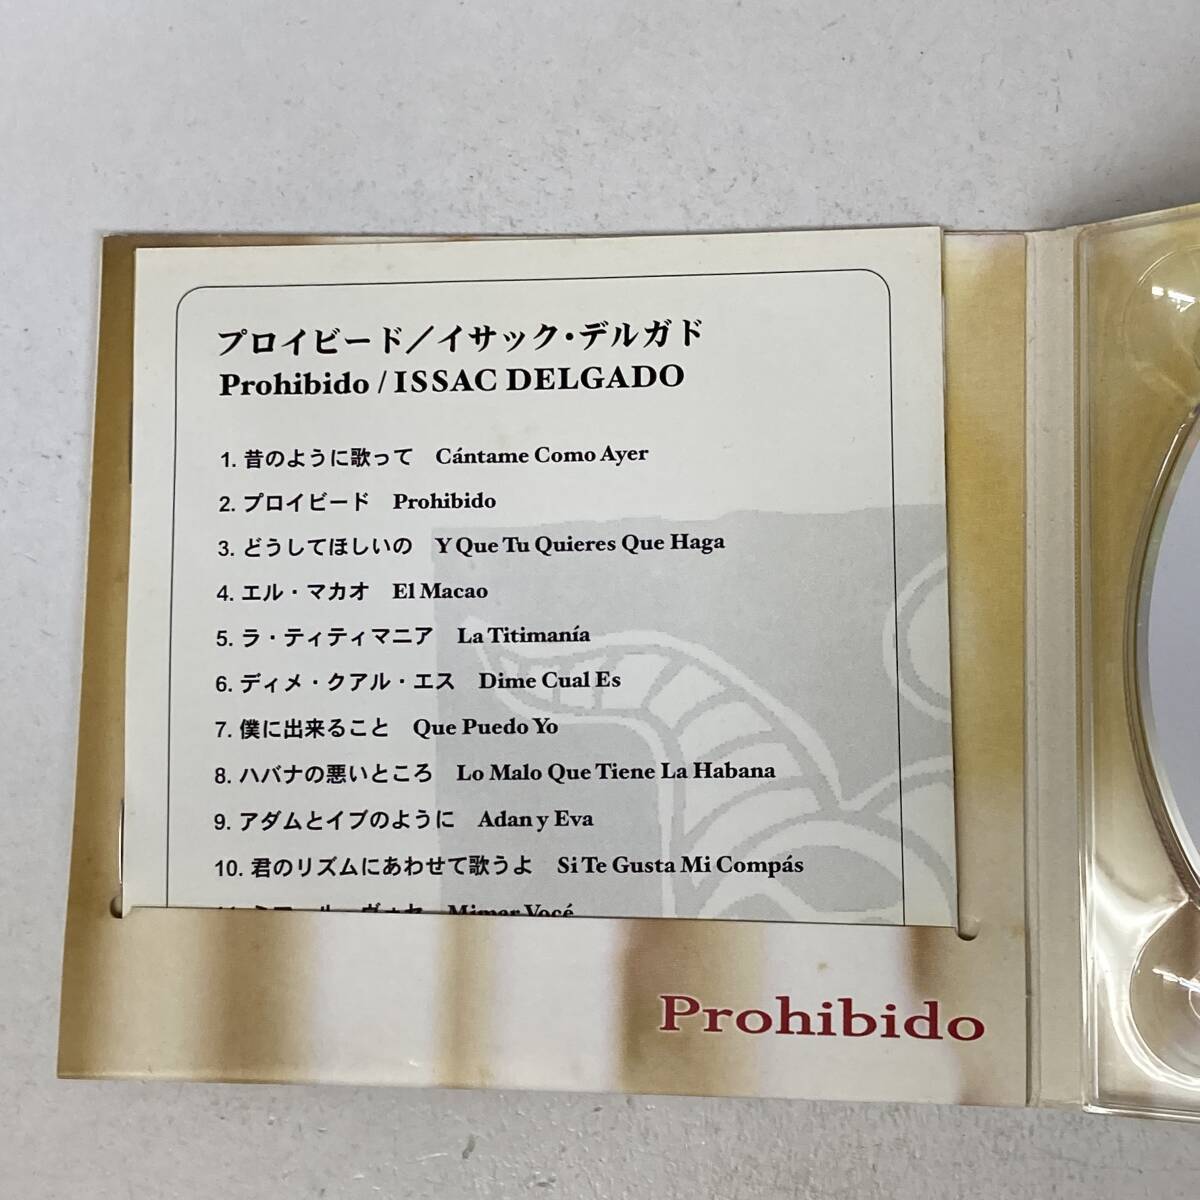 プロイビード／イサック・デルガド
Prohibido / ISSAC DELGADO
1. 昔のように歌って Cántame Como Ayer
2. プロイビード Prohibido
3. どうしてほしいの Y Que Tu Quieres Que Haga
4. エル・マカオ El Macao
5. ラ・ティティマニア La Titimanía
6. ディメ・クアル・エス Dime Cual Es
7. 僕に出来ること Que Puedo Yo
8. ハバナの悪いところ Lo Malo Que Tiene La Habana
9. アダムとイブのように Adan y Eva
10. 君のリズムにあわせて歌うよ Si Te Gusta Mi Compás
Mimar Vocé
Prohibido